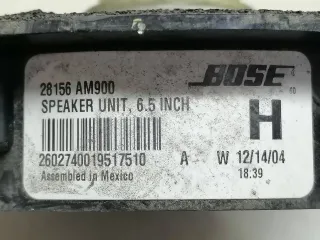 28156 AM900
BOSE
SPEAKER UNIT, 6.5 INCH
H
2602740019517510 A W 12/14/04
Assembled in Mexico 18:39